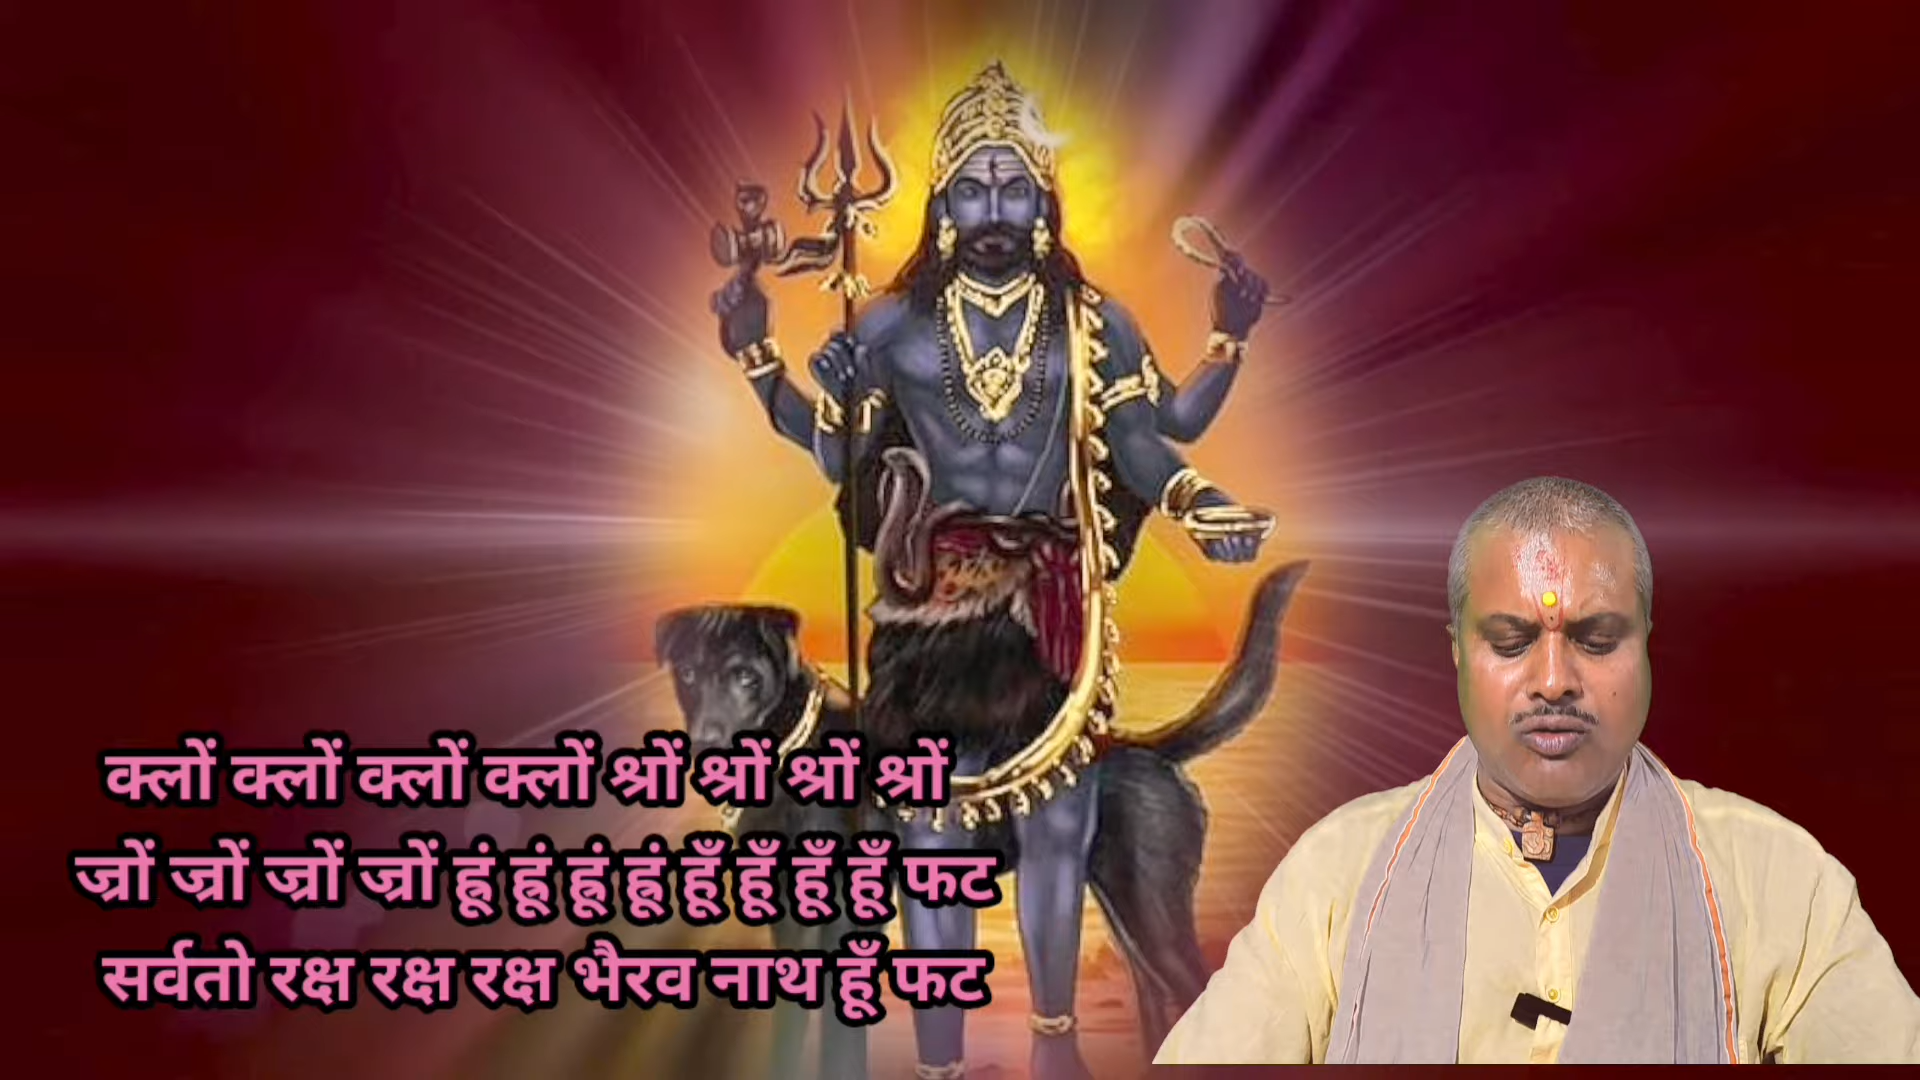 क्लों क्लों क्लों क्लों श्रों श्रों श्रों श्रों
ज्रों ज्रों ज्रों ज्रों ह्रूं ह्रूं ह्रूं ह्रूं हूँ हूँ हूँ हूँ फट
सर्वतो रक्ष रक्ष रक्ष भैरव नाथ हूँ फट